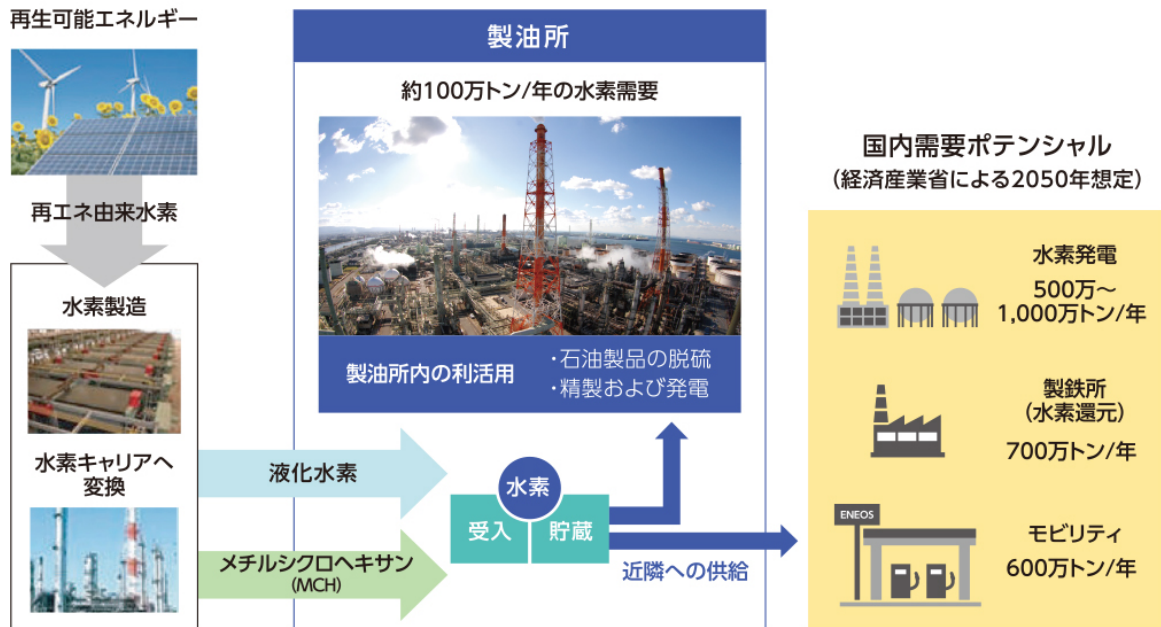 再生可能エネルギー
再エネ由来水素
水素製造
水素キャリアへ
変換
液化水素
メチルシクロヘキサン
(MCH)
製油所
約100万トン/年の水素需要
製油所内の利活用
・石油製品の脱硫
・精製および発電
水素
受入
貯蔵
近隣への供給
国内需要ポテンシャル
(経済産業省による2050年想定)
水素発電
500万～
1,000万トン/年
製鉄所
(水素還元)
700万トン/年
ENEOS
モビリティ
600万トン/年